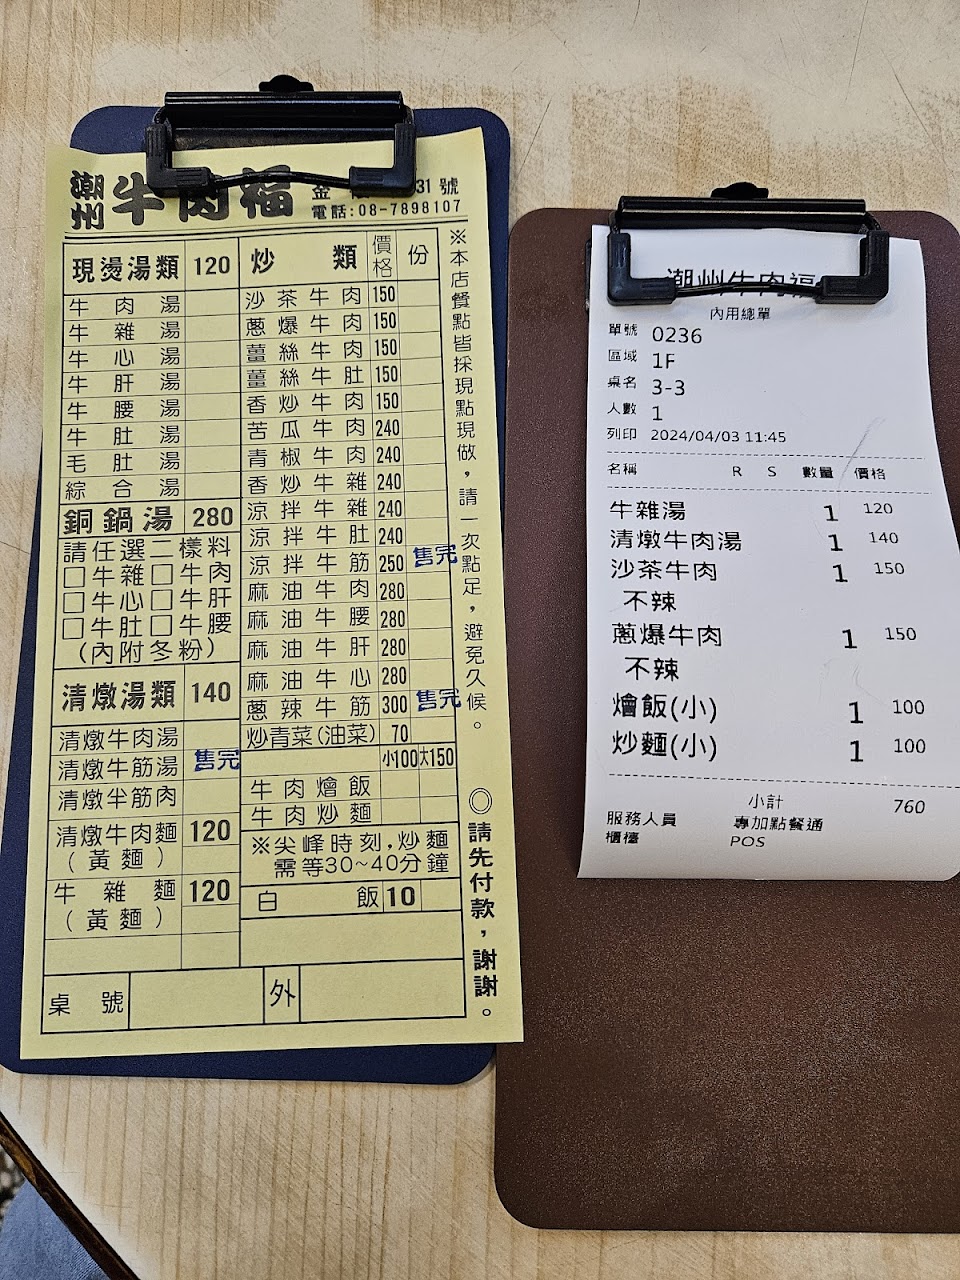 潮州 牛肉福
31 號
電話:08-7898107
現燙湯類 120
牛肉湯
牛雜湯
牛心湯
牛肝湯
牛腰湯
牛肚湯
毛肚湯
綜合湯
銅鍋湯 280
請任選二樣料
□牛雜□牛肉
□牛心□牛肝
□牛肚□牛腰
(內附冬粉)
清燉湯類 140
清燉牛肉湯
清燉牛筋湯 售完
清燉半筋肉
清燉牛肉麵 120
(黃麵)
牛雜麵 120
(黃麵)
炒類 價格 份
沙茶牛肉 150
蔥爆牛肉 150
薑絲牛肉 150
薑絲牛肚 150
香炒牛肉 150
苦瓜牛肉 240
青椒牛肉 240
香炒牛雜 240
涼拌牛雜 240
涼拌牛肚 240
涼拌牛筋 250 售完
麻油牛肉 280
麻油牛腰 280
麻油牛肝 280
麻油牛心 280
蔥辣牛筋 300 售完
炒青菜(油菜) 70
小100 大150
牛肉燴飯
牛肉炒麵
※尖峰時刻,炒麵
需等30~40分鐘
白飯 10
桌號 外
※本店餐點皆採現點現做,請一次點足,避免久候。
◎請先付款,謝謝。
潮州牛肉福
內用總單
單號 0236
區域 1F
桌名 3-3
人數 1
列印 2024/04/03 11:45
名稱 R S 數量 價格
牛雜湯 1 120
清燉牛肉湯 1 140
沙茶牛肉 1 150
不辣
蔥爆牛肉 1 150
不辣
燴飯(小) 1 100
炒麵(小) 1 100
小計 760
服務人員 專加點餐通
櫃檯 POS